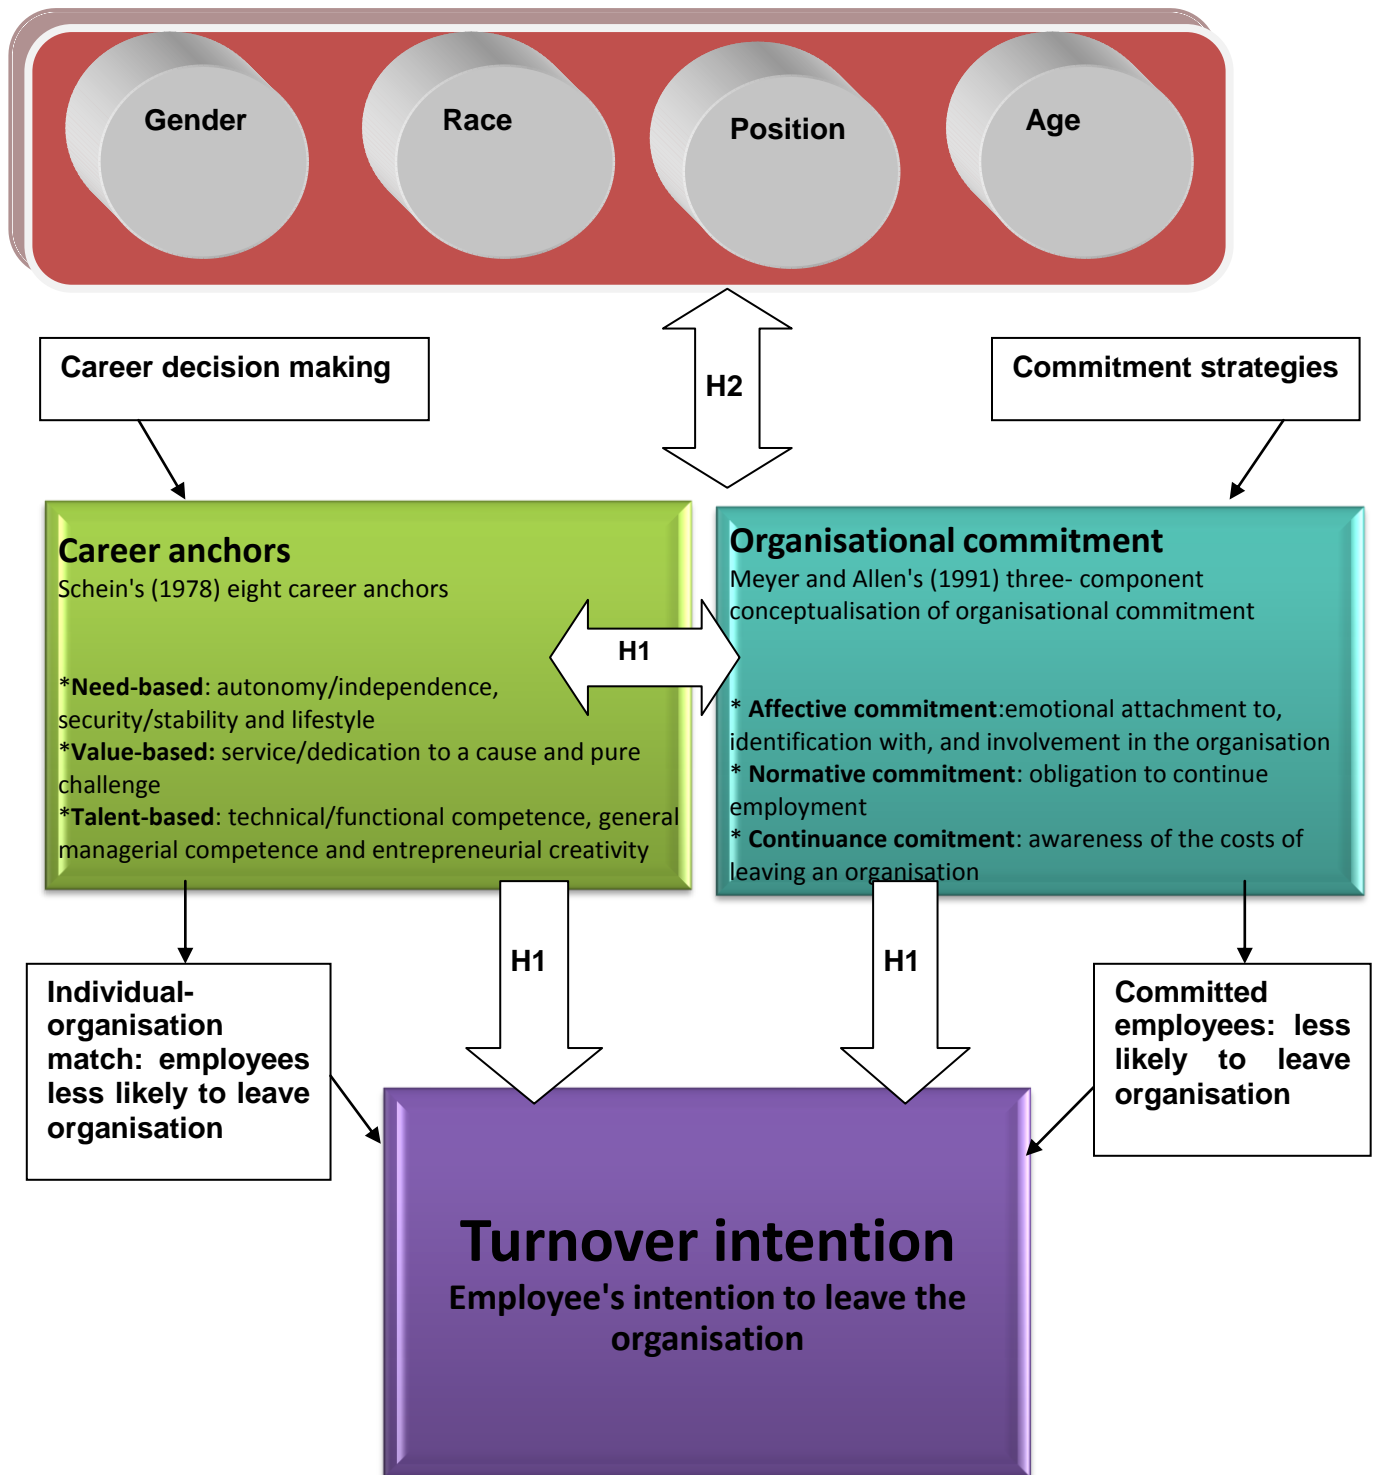 Gender
Race
Position
Age
H2
Career decision making
Commitment strategies
Career anchors
Schein's (1978) eight career anchors
*Need-based: autonomy/independence,
security/stability and lifestyle
*Value-based: service/dedication to a cause and pure
challenge
*Talent-based: technical/functional competence, general
managerial competence and entrepreneurial creativity
H1
Organisational commitment
Meyer and Allen's (1991) three- component
conceptualisation of organisational commitment
* Affective commitment:emotional attachment to,
identification with, and involvement in the organisation
* Normative commitment: obligation to continue
employment
* Continuance comitment: awareness of the costs of
leaving an organisation
H1
H1
Individual-
organisation
match: employees
less likely to leave
organisation
Committed
employees: less
likely to leave
organisation
Turnover intention
Employee's intention to leave the
organisation